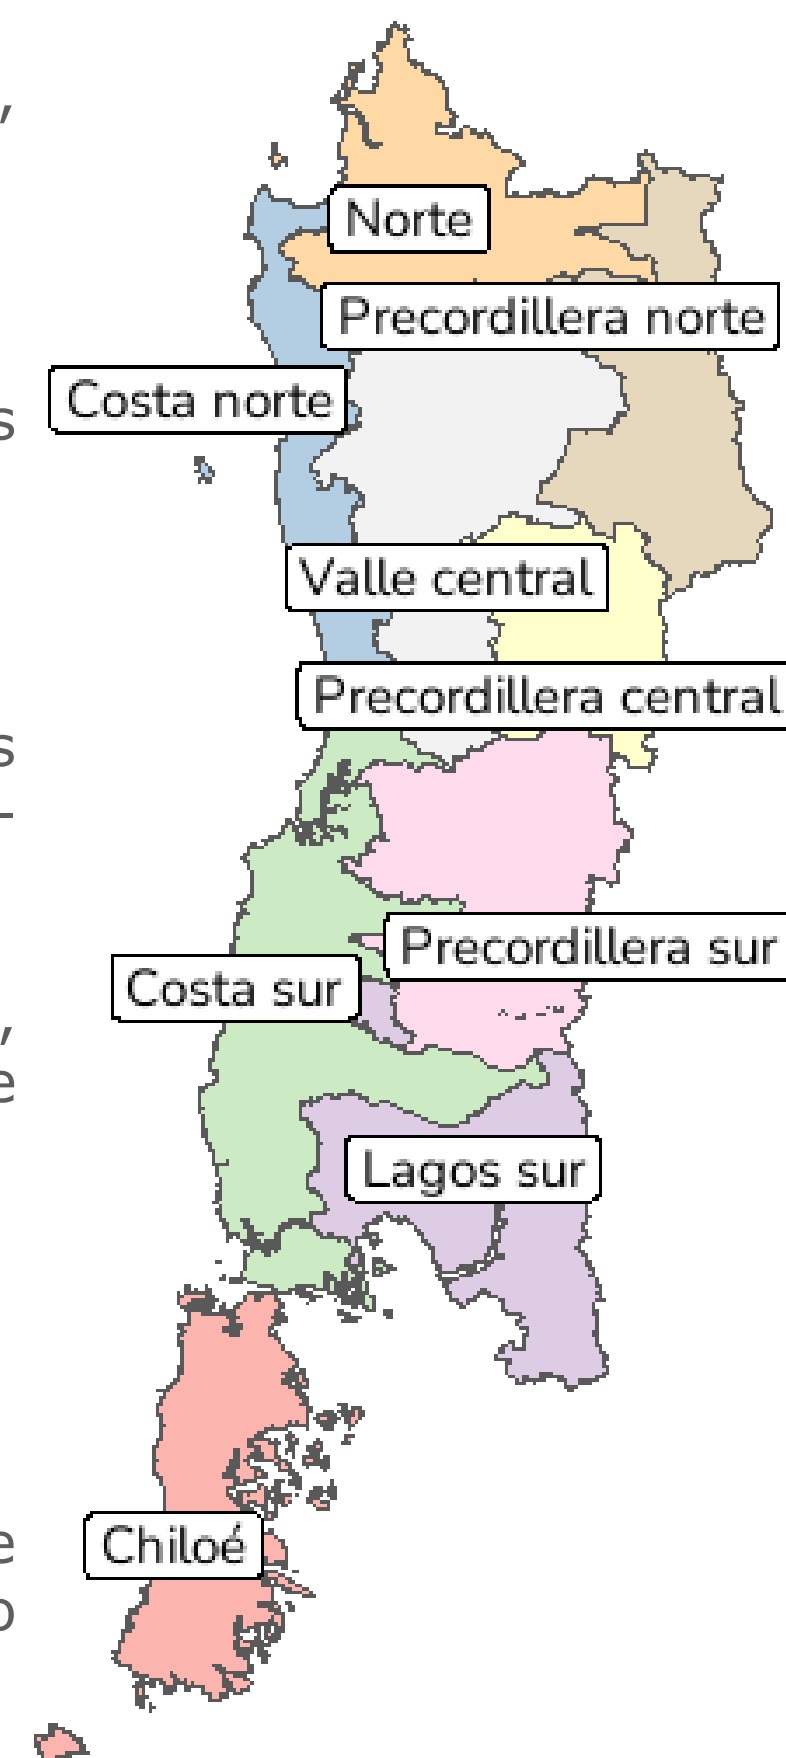 ,
Norte
Precordillera norte
Costa norte
s
Valle central
Precordillera central
s
-
Precordillera sur
Costa sur
,
e
Lagos sur
Chiloé
e
o